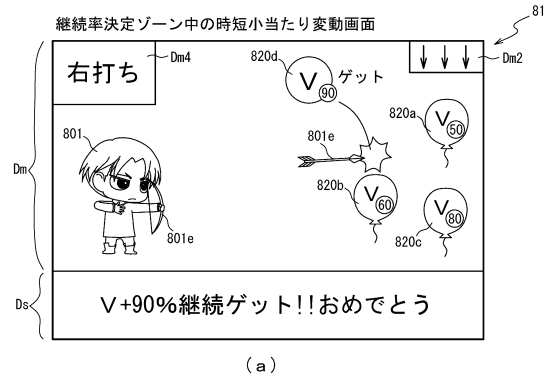 継続率決定ゾーン中の時短小当たり変動画面
81
右打ち
Dm4
820d
V
90
ゲット
↓ ↓ ↓
Dm2
820a
V
50
801
801e
820b
V
60
V
80
820c
801e
Dm
Ds
V+90%継続ゲット!!おめでとう
(a)